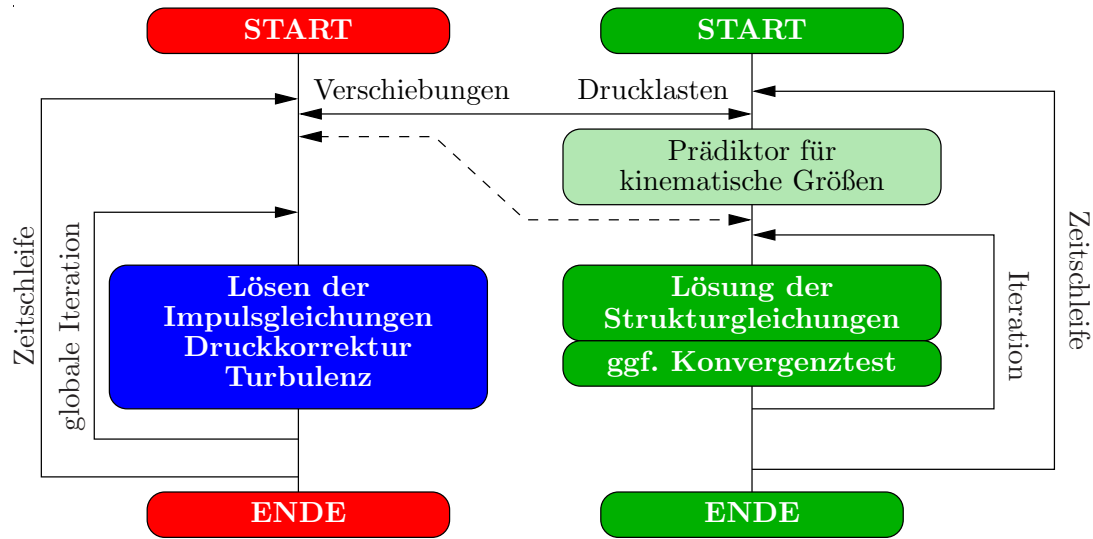 START
START
Verschiebungen
Drucklasten
Prädiktor für
kinematische Größen
Zeitschleife
globale Iteration
Lösen der
Impulsgleichungen
Druckkorrektur
Turbulenz
Lösung der
Strukturgleichungen
ggf. Konvergenztest
Iteration
Zeitschleife
ENDE
ENDE